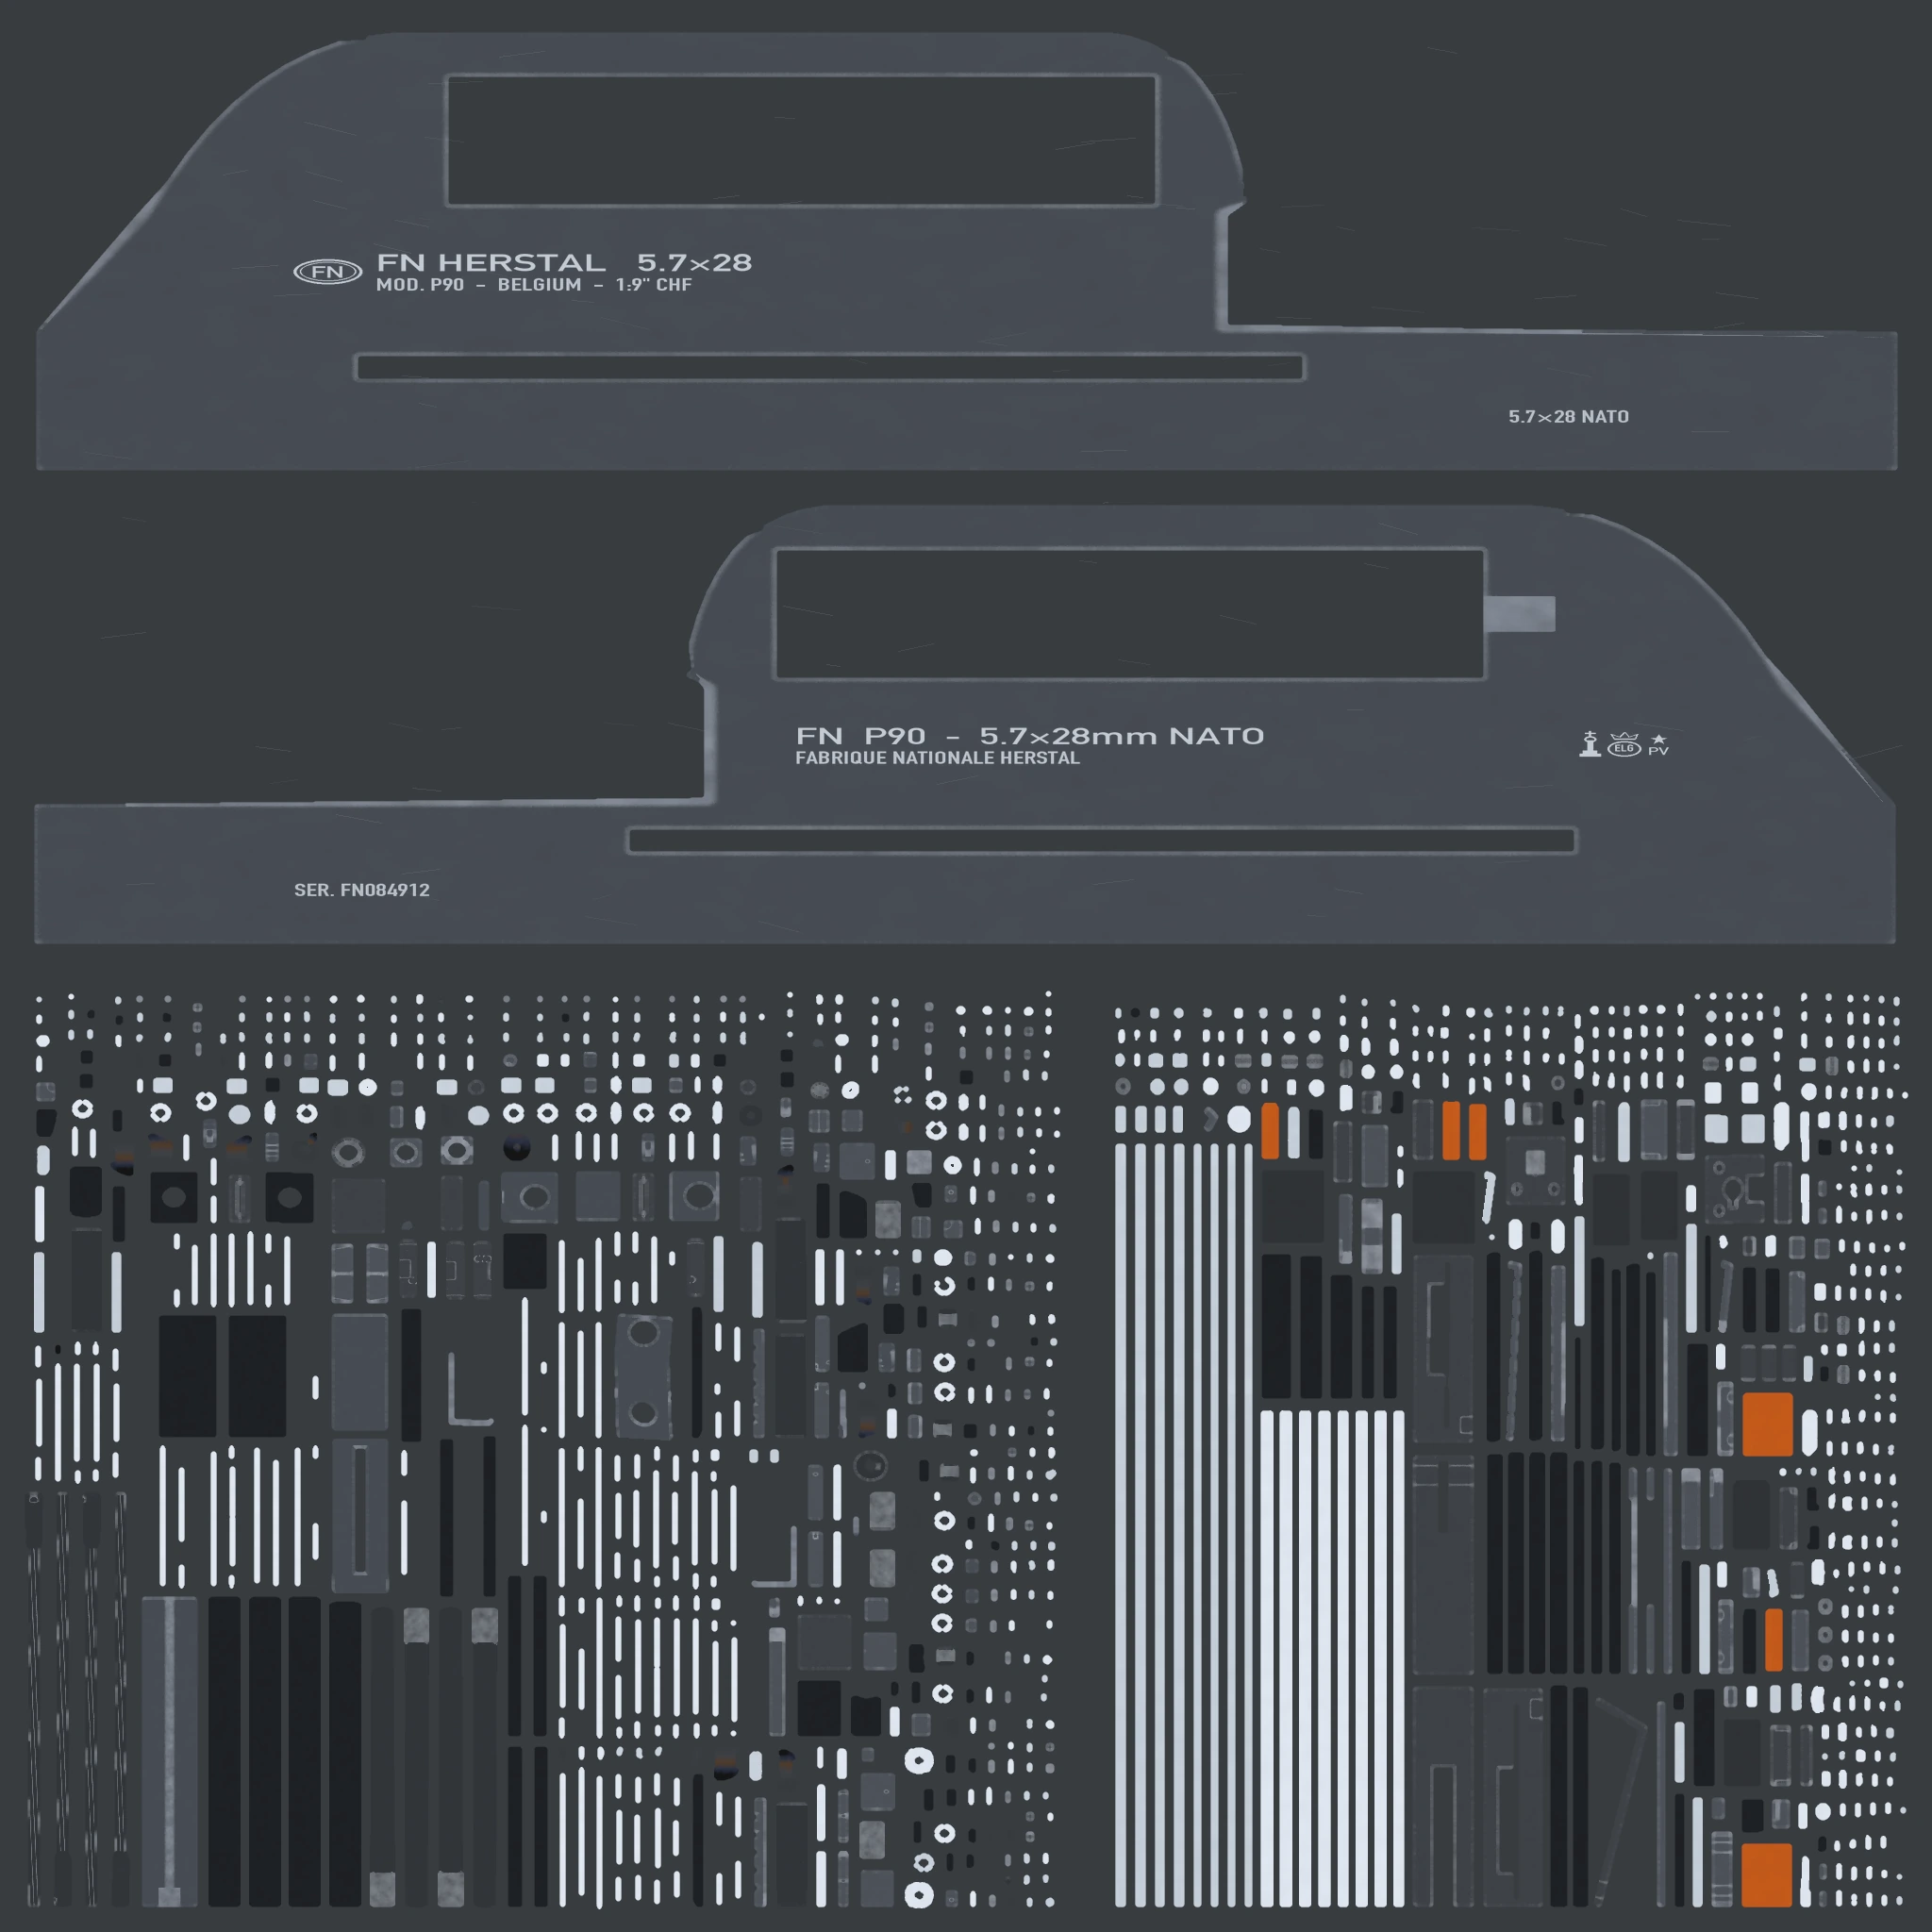 FN FN HERSTAL 5.7×28
MOD. P90 - BELGIUM - 1:9" CHF
5.7×28 NATO
FN P90 - 5.7×28mm NATO
FABRIQUE NATIONALE HERSTAL
ELG PV
SER. FN084912